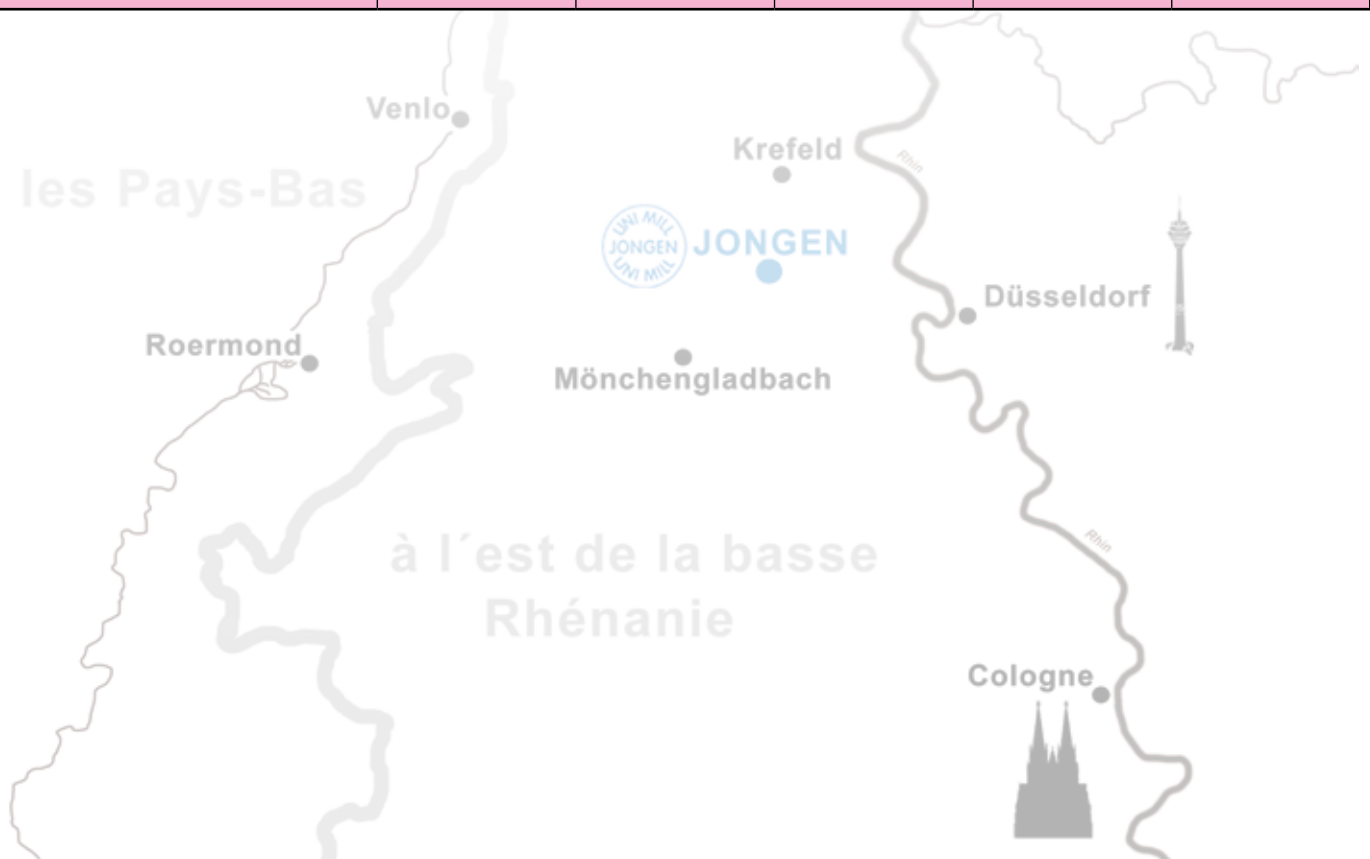 Venlo
Krefeld
Rhin
les Pays-Bas
UNI MILL
JONGEN
UNI MILL
JONGEN
Düsseldorf
Roermond
Mönchengladbach
Rhin
à l´est de la basse
Rhénanie
Cologne